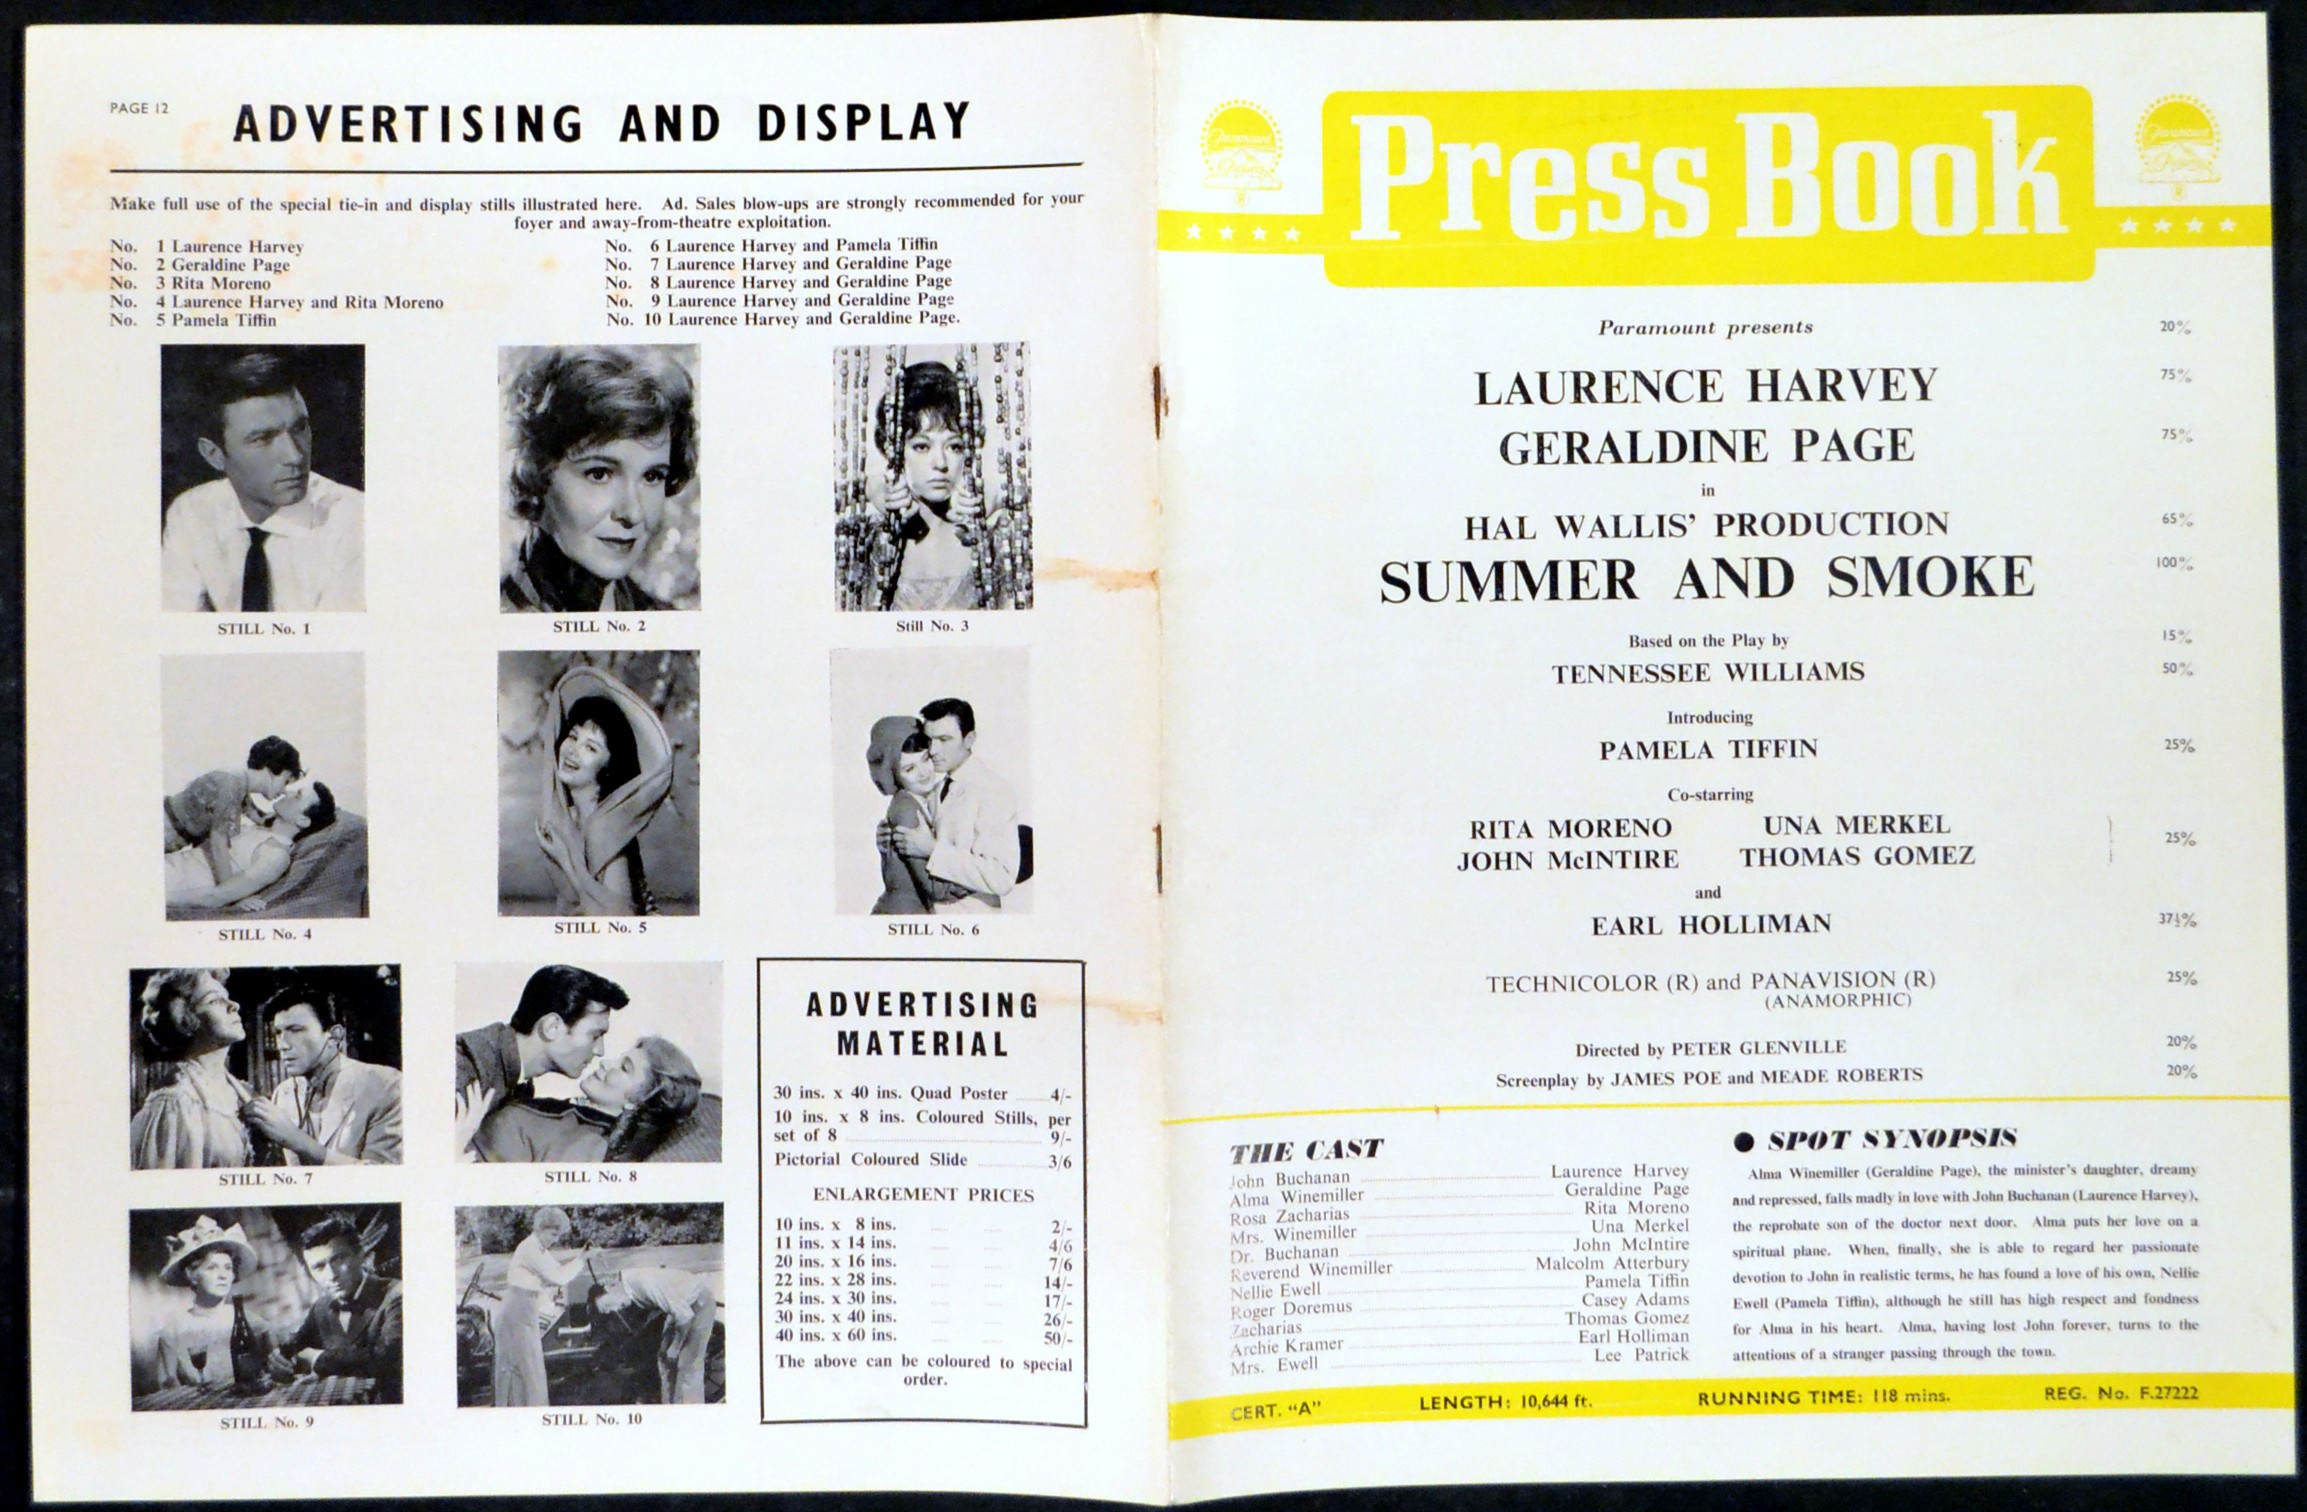 PAGE 12
ADVERTISING AND DISPLAY
Make full use of the special tie-in and display stills illustrated here. Ad. Sales blow-ups are strongly recommended for your
foyer and away-from-theatre exploitation.
No. 1 Laurence Harvey
No. 2 Geraldine Page
No. 3 Rita Moreno
No. 4 Laurence Harvey and Rita Moreno
No. 5 Pamela Tiffin
No. 6 Laurence Harvey and Pamela Tiffin
No. 7 Laurence Harvey and Geraldine Page
No. 8 Laurence Harvey and Geraldine Page
No. 9 Laurence Harvey and Geraldine Page
No. 10 Laurence Harvey and Geraldine Page.
STILL No. 1
STILL No. 2
Still No. 3
STILL No. 4
STILL No. 5
STILL No. 6
STILL No. 7
STILL No. 8
STILL No. 9
STILL No. 10
ADVERTISING
MATERIAL
30 ins. x 40 ins. Quad Poster 4/-
10 ins. x 8 ins. Coloured Stills, per
set of 8 9/-
Pictorial Coloured Slide 3/6
ENLARGEMENT PRICES
10 ins. x 8 ins. 2/-
11 ins. x 14 ins. 4/6
20 ins. x 16 ins. 7/6
22 ins. x 28 ins. 14/-
24 ins. x 30 ins. 17/-
30 ins. x 40 ins. 26/-
40 ins. x 60 ins. 50/-
The above can be coloured to special
order.
Paramount
Press Book
Paramount
Paramount presents 20%
LAURENCE HARVEY 75%
GERALDINE PAGE 75%
in
HAL WALLIS' PRODUCTION 65%
SUMMER AND SMOKE 100%
Based on the Play by 15%
TENNESSEE WILLIAMS 50%
Introducing
PAMELA TIFFIN 25%
Co-starring
RITA MORENO UNA MERKEL
JOHN McINTIRE THOMAS GOMEZ 25%
and
EARL HOLLIMAN 37½%
TECHNICOLOR (R) and PANAVISION (R) 25%
(ANAMORPHIC)
Directed by PETER GLENVILLE 20%
Screenplay by JAMES POE and MEADE ROBERTS 20%
THE CAST
John Buchanan Laurence Harvey
Alma Winemiller Geraldine Page
Rosa Zacharias Rita Moreno
Mrs. Winemiller Una Merkel
Dr. Buchanan John McIntire
Reverend Winemiller Malcolm Atterbury
Nellie Ewell Pamela Tiffin
Roger Doremus Casey Adams
Zacharias Thomas Gomez
Archie Kramer Earl Holliman
Mrs. Ewell Lee Patrick
● SPOT SYNOPSIS
Alma Winemiller (Geraldine Page), the minister's daughter, dreamy
and repressed, falls madly in love with John Buchanan (Laurence Harvey),
the reprobate son of the doctor next door. Alma puts her love on a
spiritual plane. When, finally, she is able to regard her passionate
devotion to John in realistic terms, he has found a love of his own, Nellie
Ewell (Pamela Tiffin), although he still has high respect and fondness
for Alma in his heart. Alma, having lost John forever, turns to the
attentions of a stranger passing through the town.
CERT. "A" LENGTH: 10,644 ft. RUNNING TIME: 118 mins. REG. No. F.27222